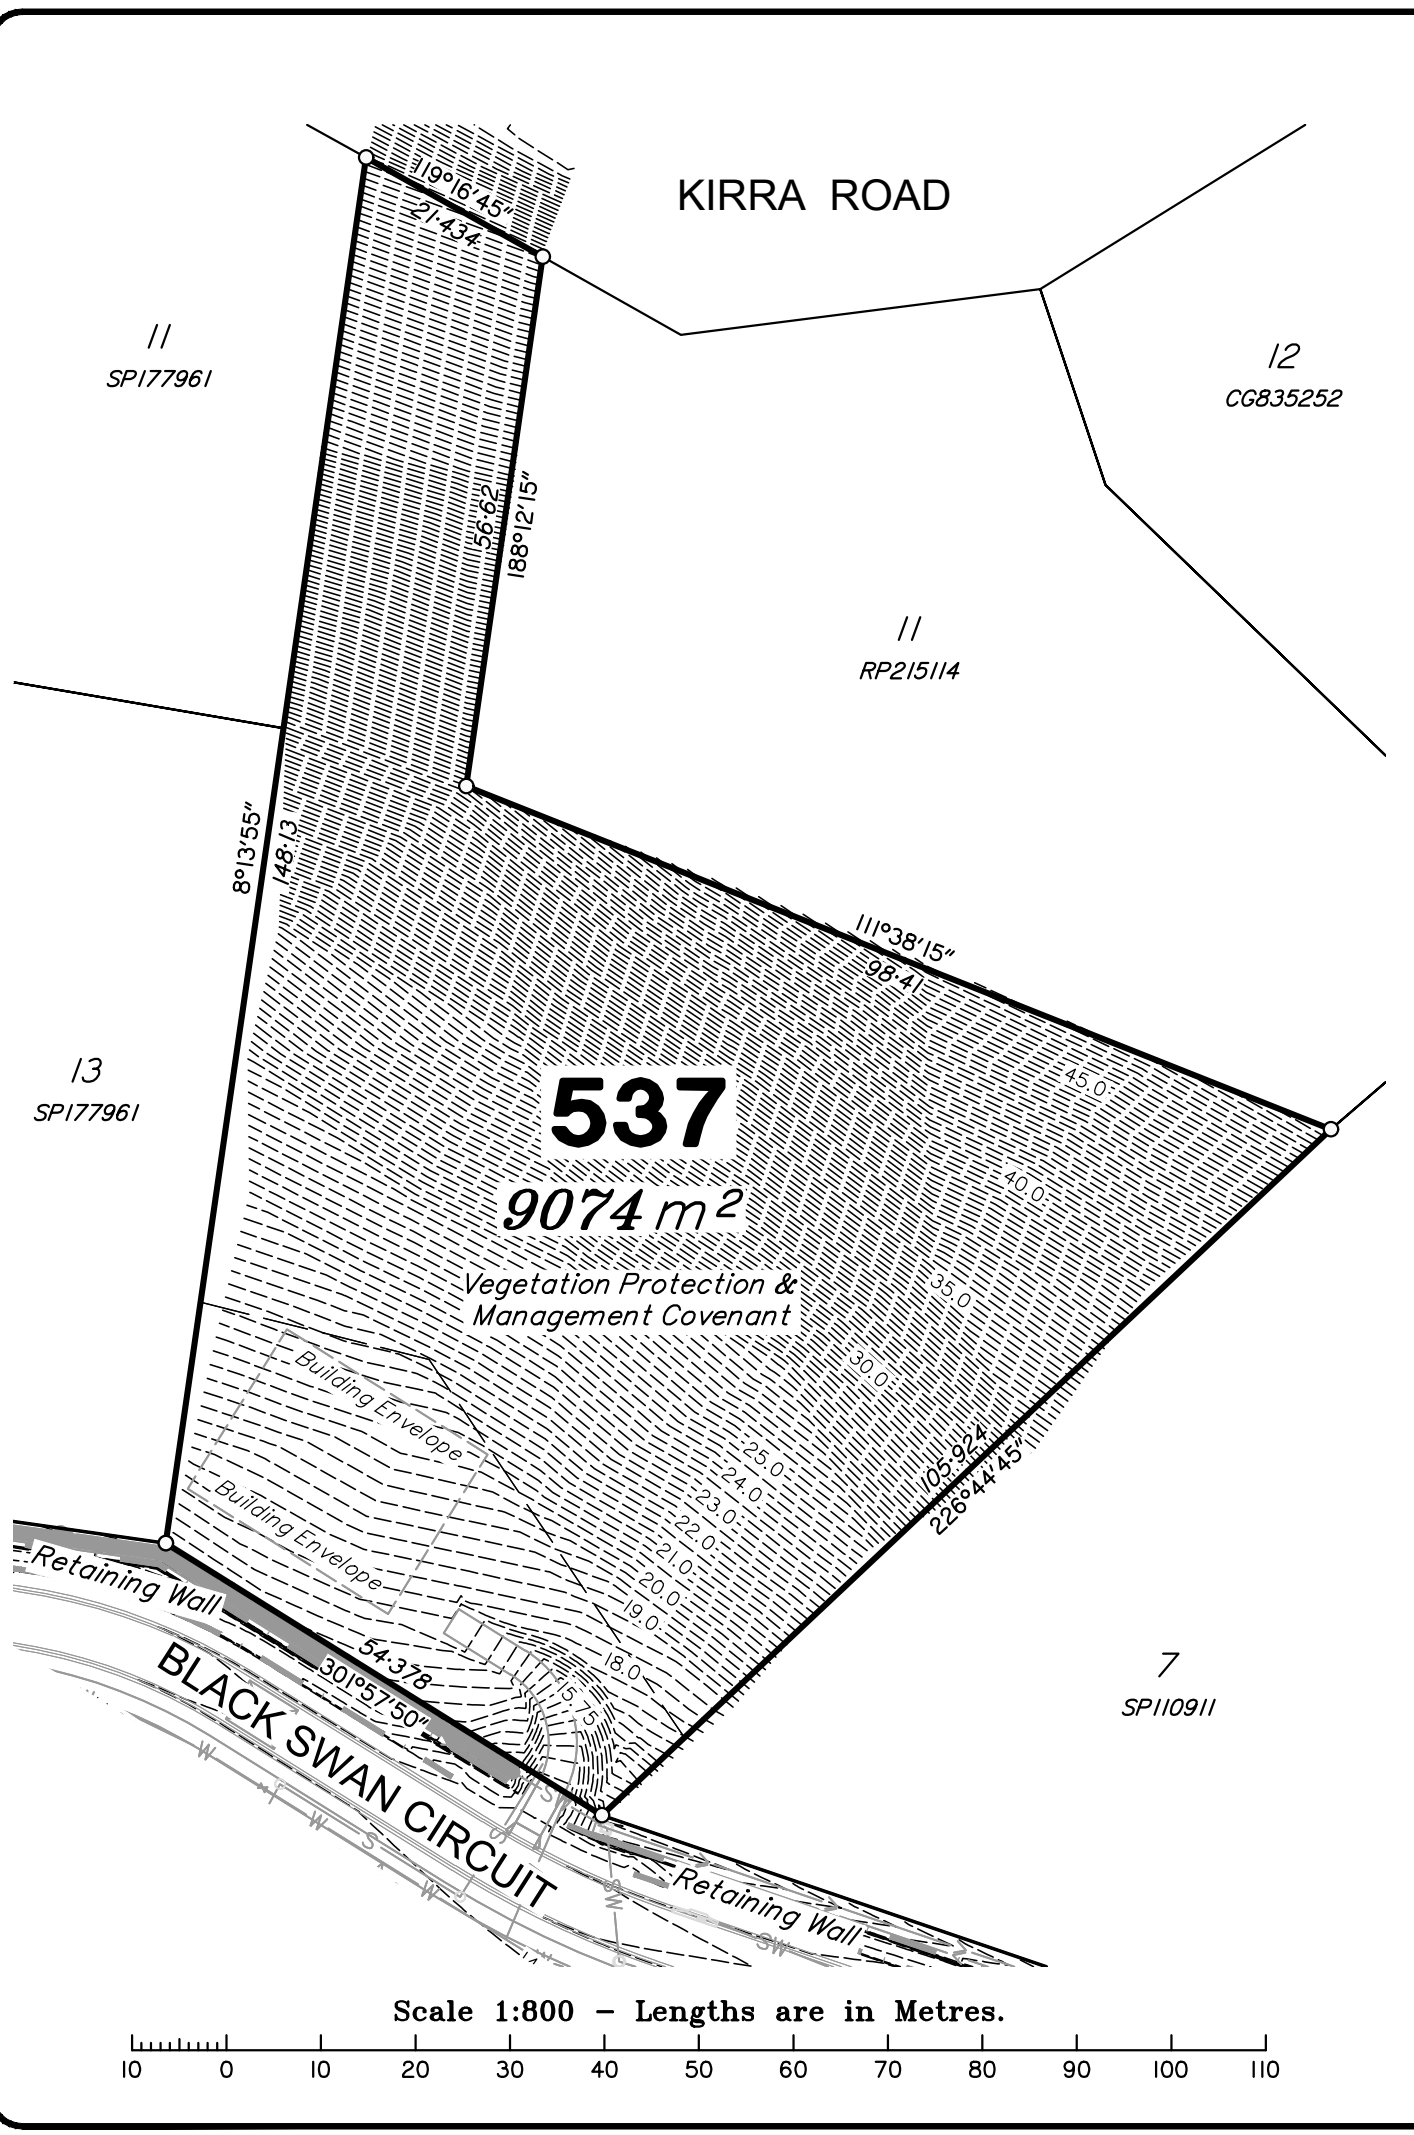 119°16'45"
21·434
KIRRA ROAD
11
SP177961
12
CG835252
56·62
188°12'15"
11
RP215114
8°13'55"
148·13
111°38'15"
98·41
45.0
13
SP177961
537
9074 m²
40.0
Vegetation Protection &
Management Covenant
35.0
30.0
Building Envelope
25.0
24.0
23.0
22.0
21.0
20.0
19.0
18.0
105·924
226°44'45"
Building Envelope
Retaining Wall
54·378
301°57'50"
15.75
7
SP110911
BLACK SWAN CIRCUIT
W
W
S
W
S
SW
SW
Retaining Wall
Scale 1:800 – Lengths are in Metres.
10 0 10 20 30 40 50 60 70 80 90 100 110